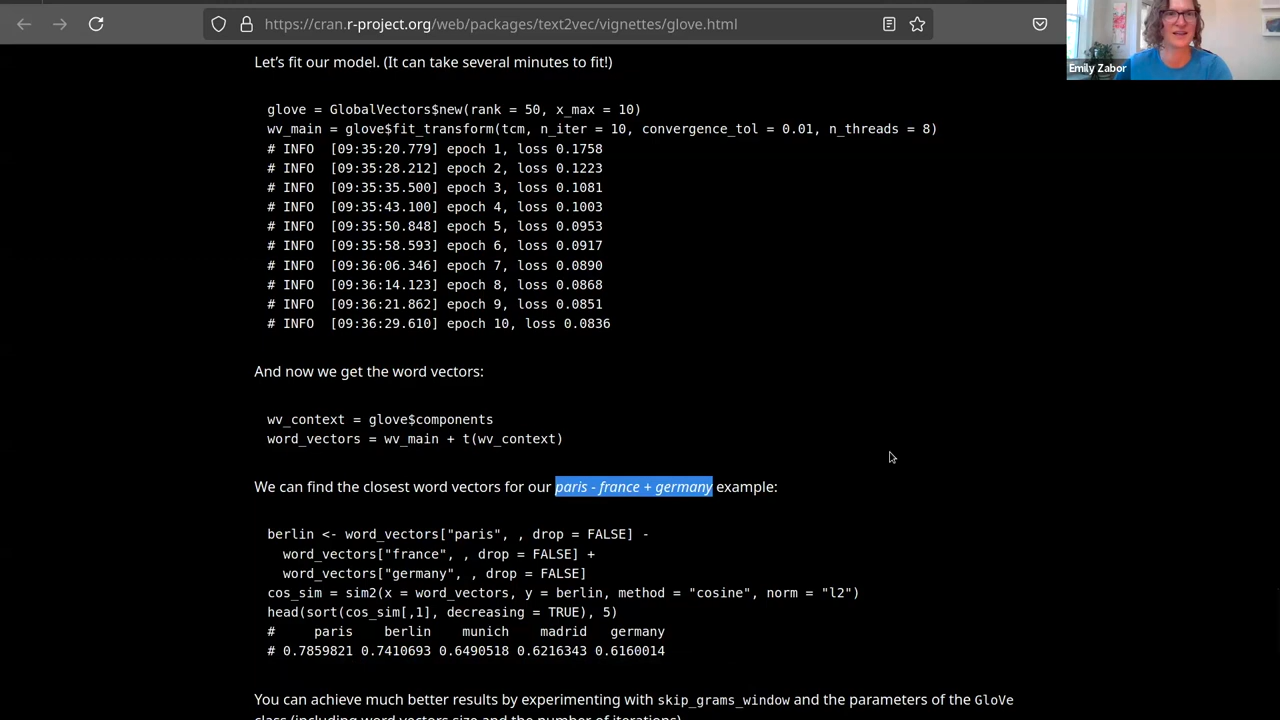 https://cran.r-project.org/web/packages/text2vec/vignettes/glove.html
Emily Zabor
Let's fit our model. (It can take several minutes to fit!)
glove = GlobalVectors$new(rank = 50, x_max = 10)
wv_main = glove$fit_transform(tcm, n_iter = 10, convergence_tol = 0.01, n_threads = 8)
# INFO  [09:35:20.779] epoch 1, loss 0.1758
# INFO  [09:35:28.212] epoch 2, loss 0.1223
# INFO  [09:35:35.500] epoch 3, loss 0.1081
# INFO  [09:35:43.100] epoch 4, loss 0.1003
# INFO  [09:35:50.848] epoch 5, loss 0.0953
# INFO  [09:35:58.593] epoch 6, loss 0.0917
# INFO  [09:36:06.346] epoch 7, loss 0.0890
# INFO  [09:36:14.123] epoch 8, loss 0.0868
# INFO  [09:36:21.862] epoch 9, loss 0.0851
# INFO  [09:36:29.610] epoch 10, loss 0.0836
And now we get the word vectors:
wv_context = glove$components
word_vectors = wv_main + t(wv_context)
We can find the closest word vectors for our paris - france + germany example:
berlin <- word_vectors["paris", , drop = FALSE] -
word_vectors["france", , drop = FALSE] +
word_vectors["germany", , drop = FALSE]
cos_sim = sim2(x = word_vectors, y = berlin, method = "cosine", norm = "l2")
head(sort(cos_sim[,1], decreasing = TRUE), 5)
#     paris    berlin    munich    madrid   germany
# 0.7859821 0.7410693 0.6490518 0.6216343 0.6160014
You can achieve much better results by experimenting with skip_grams_window and the parameters of the GloVe
class (including word vectors size and the number of iterations).